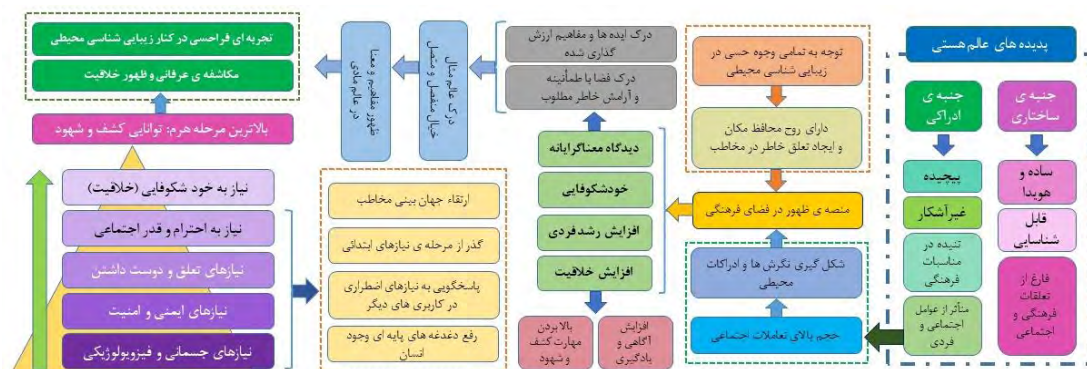 پدیده های عالم هستی
جنبه ی
ساختاری
ساده و
هویدا
قابل
شناسایی
فارغ از
تعلقات
فرهنگی و
اجتماعی
جنبه ی
ادراکی
پیچیده
غیرآشکار
تنیده در
مناسبات
فرهنگی
متأثر از عوامل
اجتماعی و
فردی
توجه به تمامی وجوه حسی در
زیبایی شناسی محیطی
دارای روح محافظ مکان
و ایجاد تعلق خاطر در مخاطب
منصه ی ظهور در فضای فرهنگی
شکل گیری نگرش ها و ادراکات
محیطی
حجم بالای تعاملات اجتماعی
درک ایده ها و مفاهیم ارزش
گذاری شده
درک فضا با طمأنینه
و آرامش خاطر مطلوب
دیدگاه معناگرایانه
خودشکوفایی
افزایش رشدفردی
افزایش خلاقیت
افزایش
آگاهی و
یادگیری
بالا بردن
مهارت کشف
و شهود
درک عالم مثال
خیال منفصل و متصل
ظهور مفاهیم و معنا
در عالم مادی
ارتقاء جهان بینی مخاطب
گذر از مرحله ی نیازهای ابتدائی
پاسخگویی به نیازهای اضطراری
در کاربری های دیگر
رفع دغدغه های پایه ای وجود
انسان
تجربه ای فراحسی در کنار زیبایی شناسی محیطی
مکاشفه ی عرفانی و ظهور خلاقیت
بالاترین مرحله هرم: توانایی کشف و شهود
نیاز به خود شکوفایی (خلاقیت)
نیاز به احترام و قدر اجتماعی
نیازهای تعلق و دوست داشتن
نیازهای ایمنی و امنیت
نیازهای جسمانی و فیزیولوژیکی